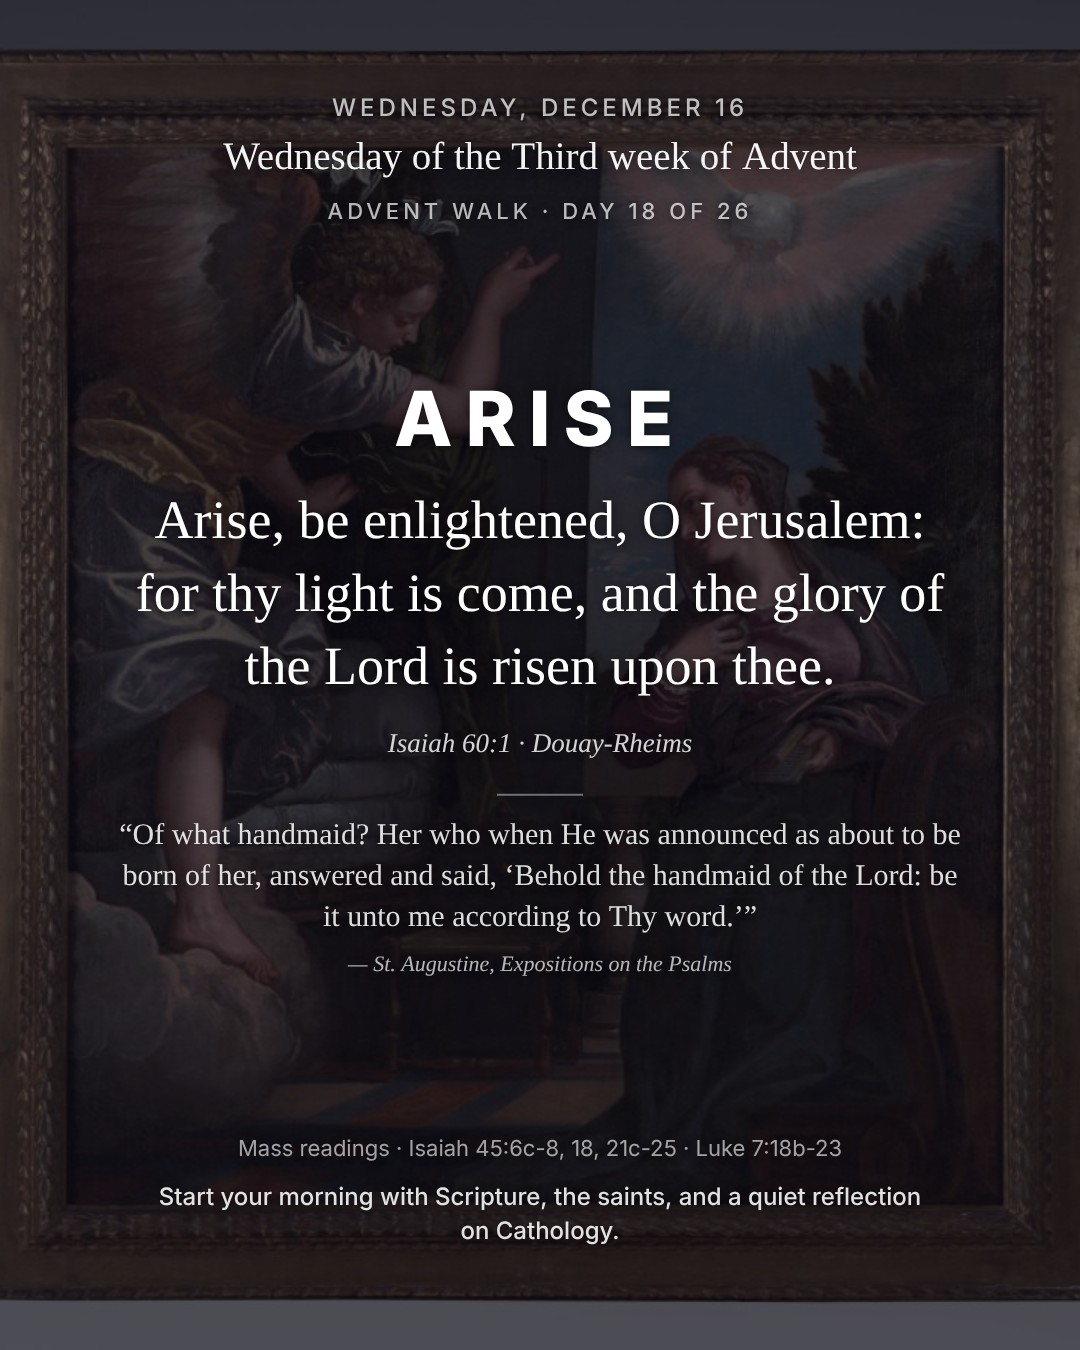 WEDNESDAY, DECEMBER 16
Wednesday of the Third week of Advent
ADVENT WALK · DAY 18 OF 26
ARISE
Arise, be enlightened, O Jerusalem:
for thy light is come, and the glory of
the Lord is risen upon thee.
Isaiah 60:1 · Douay-Rheims
“Of what handmaid? Her who when He was announced as about to be
born of her, answered and said, ‘Behold the handmaid of the Lord: be
it unto me according to Thy word.’”
— St. Augustine, Expositions on the Psalms
Mass readings · Isaiah 45:6c-8, 18, 21c-25 · Luke 7:18b-23
Start your morning with Scripture, the saints, and a quiet reflection
on Cathology.